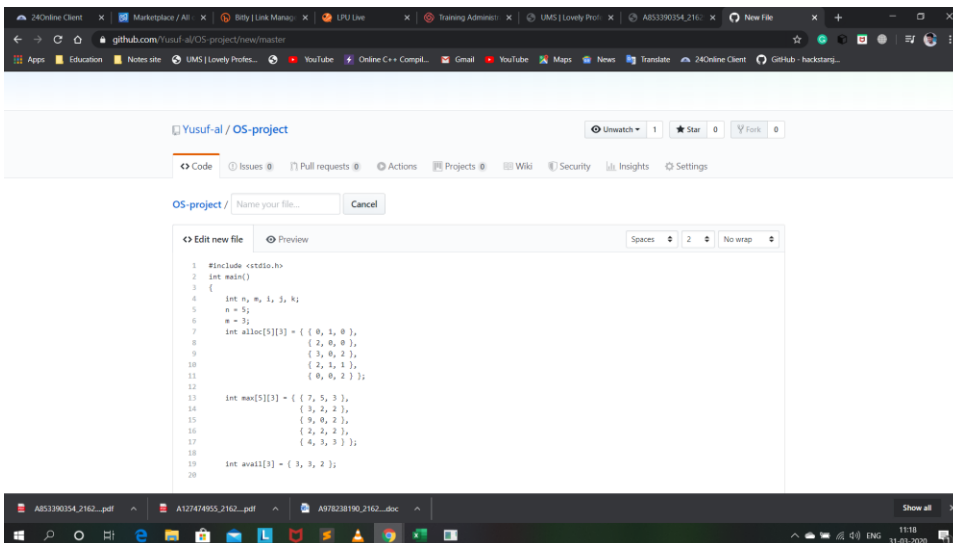 24Online Client
Marketplace / All
Bitly | Link Manage
LPU Live
Training Administr
UMS | Lovely Profe
A853390354_2162
New File
github.com/Yusuf-al/OS-project/new/master
Apps Education Notes site UMS | Lovely Profes... YouTube Online C++ Compil... Gmail YouTube Maps News Translate 24Online Client GitHub - hackstarsj...
Yusuf-al / OS-project
Unwatch 1 Star 0 Fork 0
Code Issues 0 Pull requests 0 Actions Projects 0 Wiki Security Insights Settings
OS-project / Name your file... Cancel
<> Edit new file Preview Spaces 2 No wrap
1 #include <stdio.h>
2 int main()
3 {
4 int n, m, i, j, k;
5 n = 5;
6 m = 3;
7 int alloc[5][3] = { { 0, 1, 0 },
8 { 2, 0, 0 },
9 { 3, 0, 2 },
10 { 2, 1, 1 },
11 { 0, 0, 2 } };
12
13 int max[5][3] = { { 7, 5, 3 },
14 { 3, 2, 2 },
15 { 9, 0, 2 },
16 { 2, 2, 2 },
17 { 4, 3, 3 } };
18
19 int avail[3] = { 3, 3, 2 };
20
A853390354_2162....pdf A127474955_2162....pdf A978238190_2162....doc Show all
ENG 11:18
31-03-2020